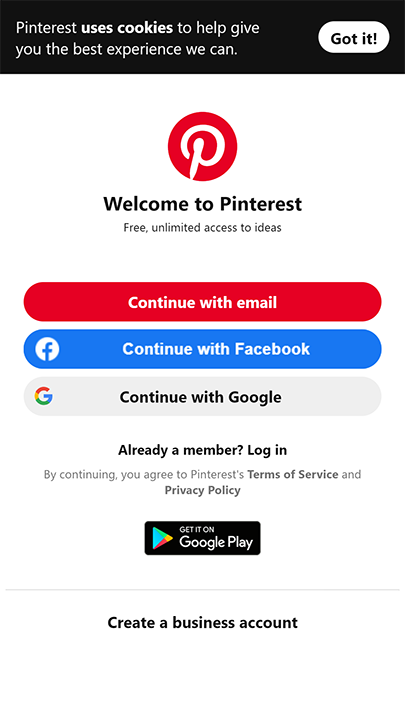 Pinterest uses cookies to help give
you the best experience we can.
Got it!
Welcome to Pinterest
Free, unlimited access to ideas
Continue with email
Continue with Facebook
Continue with Google
Already a member? Log in
By continuing, you agree to Pinterest's Terms of Service and
Privacy Policy
GET IT ON
Google Play
Create a business account